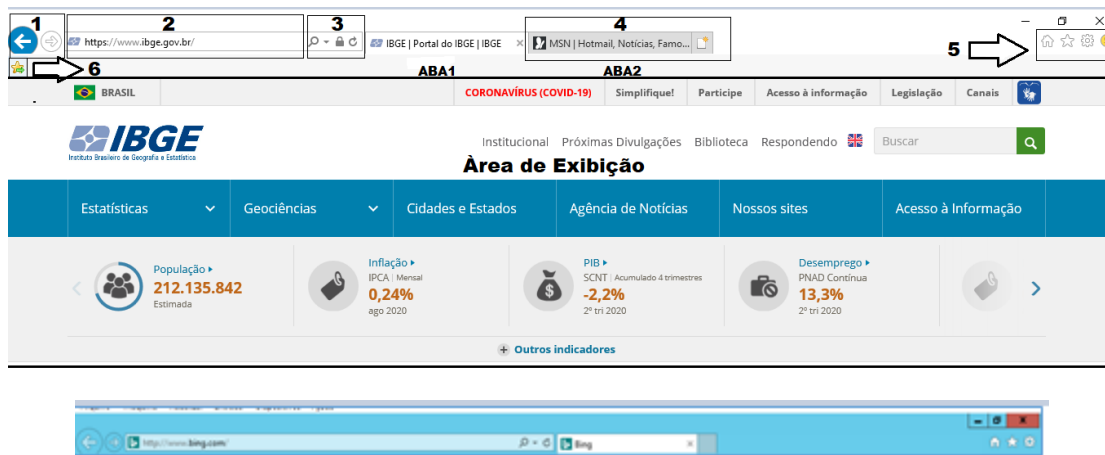 1 2 3 4
https://www.ibge.gov.br/ IBGE | Portal do IBGE | IBGE × MSN | Hotmail, Notícias, Famo...
5
6 ABA1 ABA2
BRASIL CORONAVÍRUS (COVID-19) Simplifique! Participe Acesso à informação Legislação Canais
IBGE
Instituto Brasileiro de Geografia e Estatística
Institucional Próximas Divulgações Biblioteca Respondendo Buscar
Àrea de Exibição
Estatísticas Geociências Cidades e Estados Agência de Notícias Nossos sites Acesso à Informação
População Inflação PIB Desemprego
212.135.842 IPCA | Mensal SCNT | Acumulado 4 trimestres PNAD Contínua
Estimada 0,24% -2,2% 13,3%
ago 2020 2º tri 2020 2º tri 2020
+ Outros indicadores
http://www.bing.com/ Bing ×